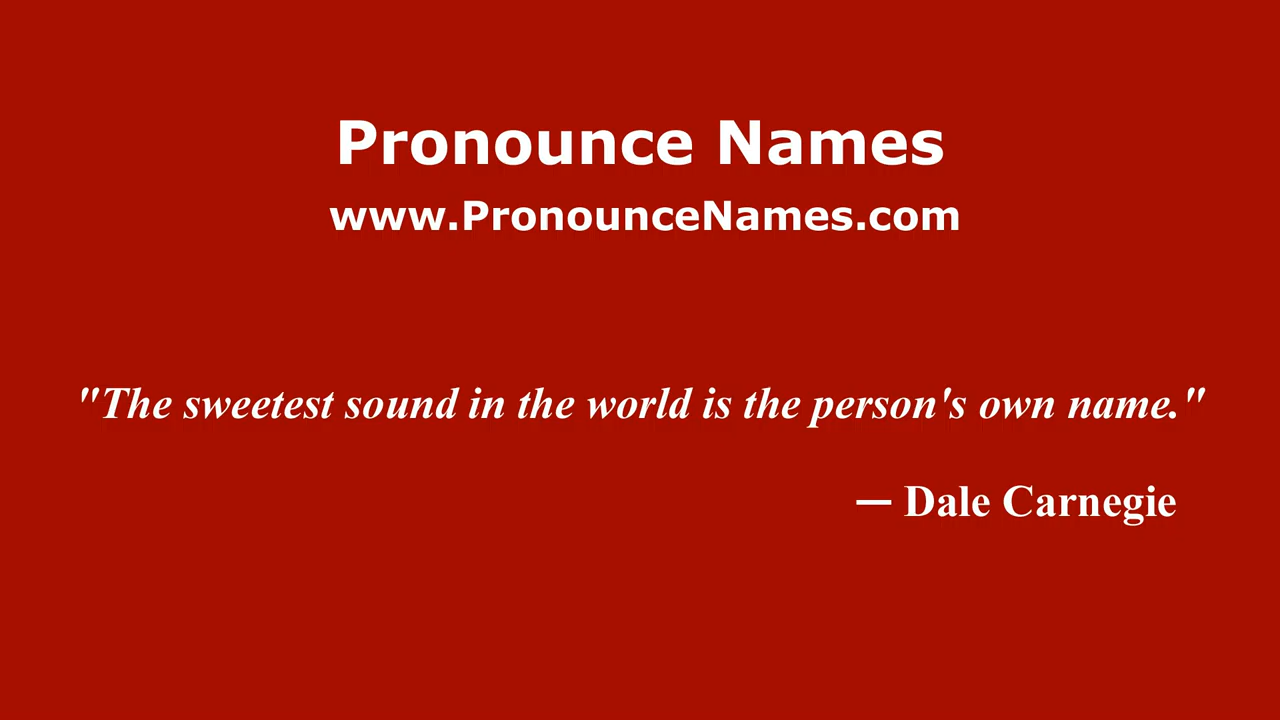 Pronounce Names
www.PronounceNames.com
"The sweetest sound in the world is the person's own name."
— Dale Carnegie